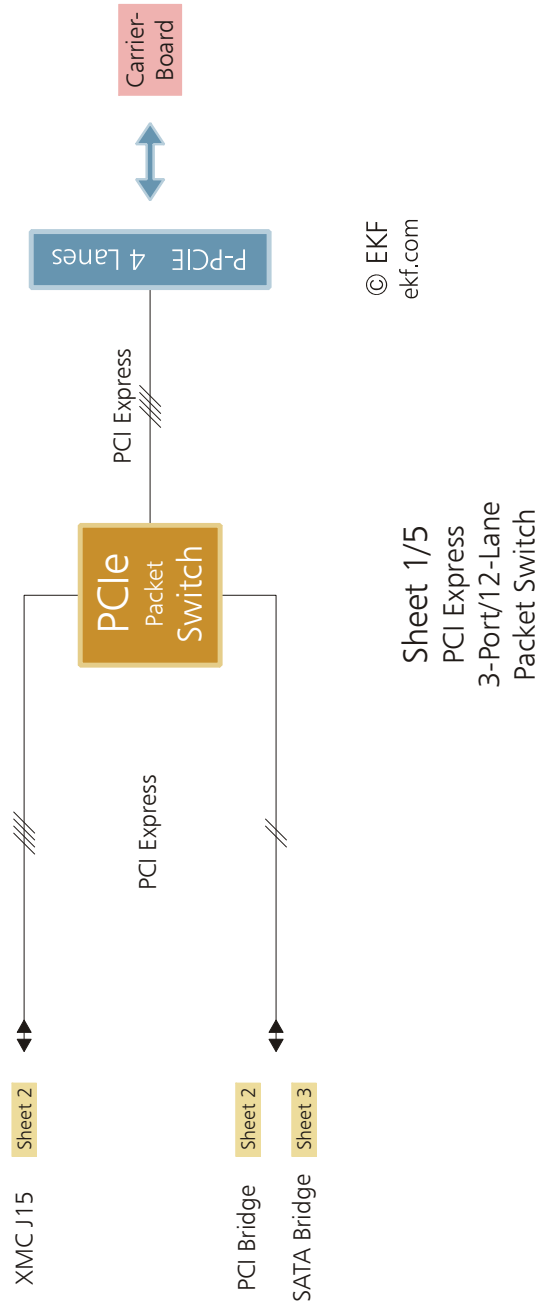 Carrier-
Board
P-PCIE 4 Lanes
PCI Express
PCIe
Packet
Switch
PCI Express
XMC J15
Sheet 2
PCI Bridge
Sheet 2
SATA Bridge
Sheet 3
Sheet 1/5
PCI Express
3-Port/12-Lane
Packet Switch
© EKF
ekf.com